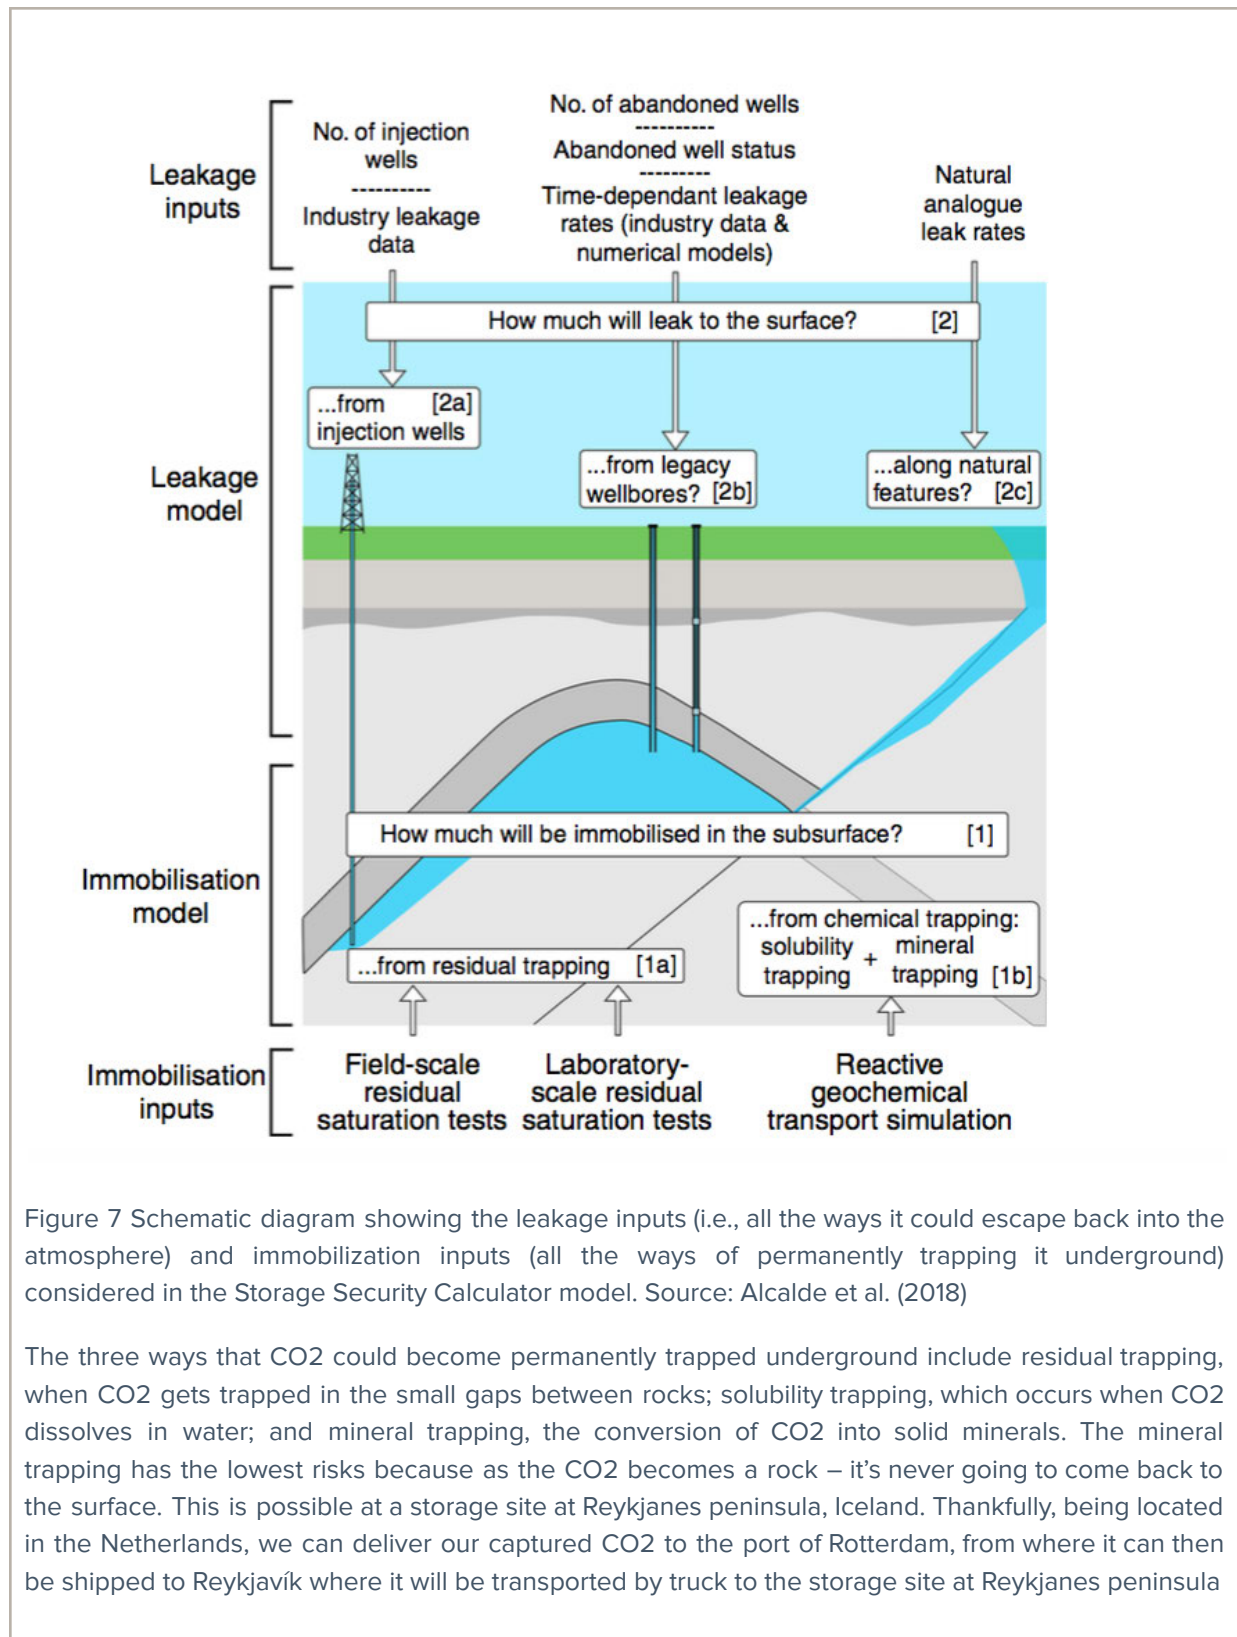 Leakage
inputs
No. of injection
wells
----------
Industry leakage
data
No. of abandoned wells
----------
Abandoned well status
---------
Time-dependant leakage
rates (industry data &
numerical models)
Natural
analogue
leak rates
Leakage
model
How much will leak to the surface? [2]
...from [2a]
injection wells
...from legacy
wellbores? [2b]
...along natural
features? [2c]
Immobilisation
model
How much will be immobilised in the subsurface? [1]
...from residual trapping [1a]
...from chemical trapping:
solubility + mineral
trapping trapping [1b]
Immobilisation
inputs
Field-scale
residual
saturation tests
Laboratory-
scale residual
saturation tests
Reactive
geochemical
transport simulation
Figure 7 Schematic diagram showing the leakage inputs (i.e., all the ways it could escape back into the
atmosphere) and immobilization inputs (all the ways of permanently trapping it underground)
considered in the Storage Security Calculator model. Source: Alcalde et al. (2018)
The three ways that CO2 could become permanently trapped underground include residual trapping,
when CO2 gets trapped in the small gaps between rocks; solubility trapping, which occurs when CO2
dissolves in water; and mineral trapping, the conversion of CO2 into solid minerals. The mineral
trapping has the lowest risks because as the CO2 becomes a rock – it's never going to come back to
the surface. This is possible at a storage site at Reykjanes peninsula, Iceland. Thankfully, being located
in the Netherlands, we can deliver our captured CO2 to the port of Rotterdam, from where it can then
be shipped to Reykjavík where it will be transported by truck to the storage site at Reykjanes peninsula